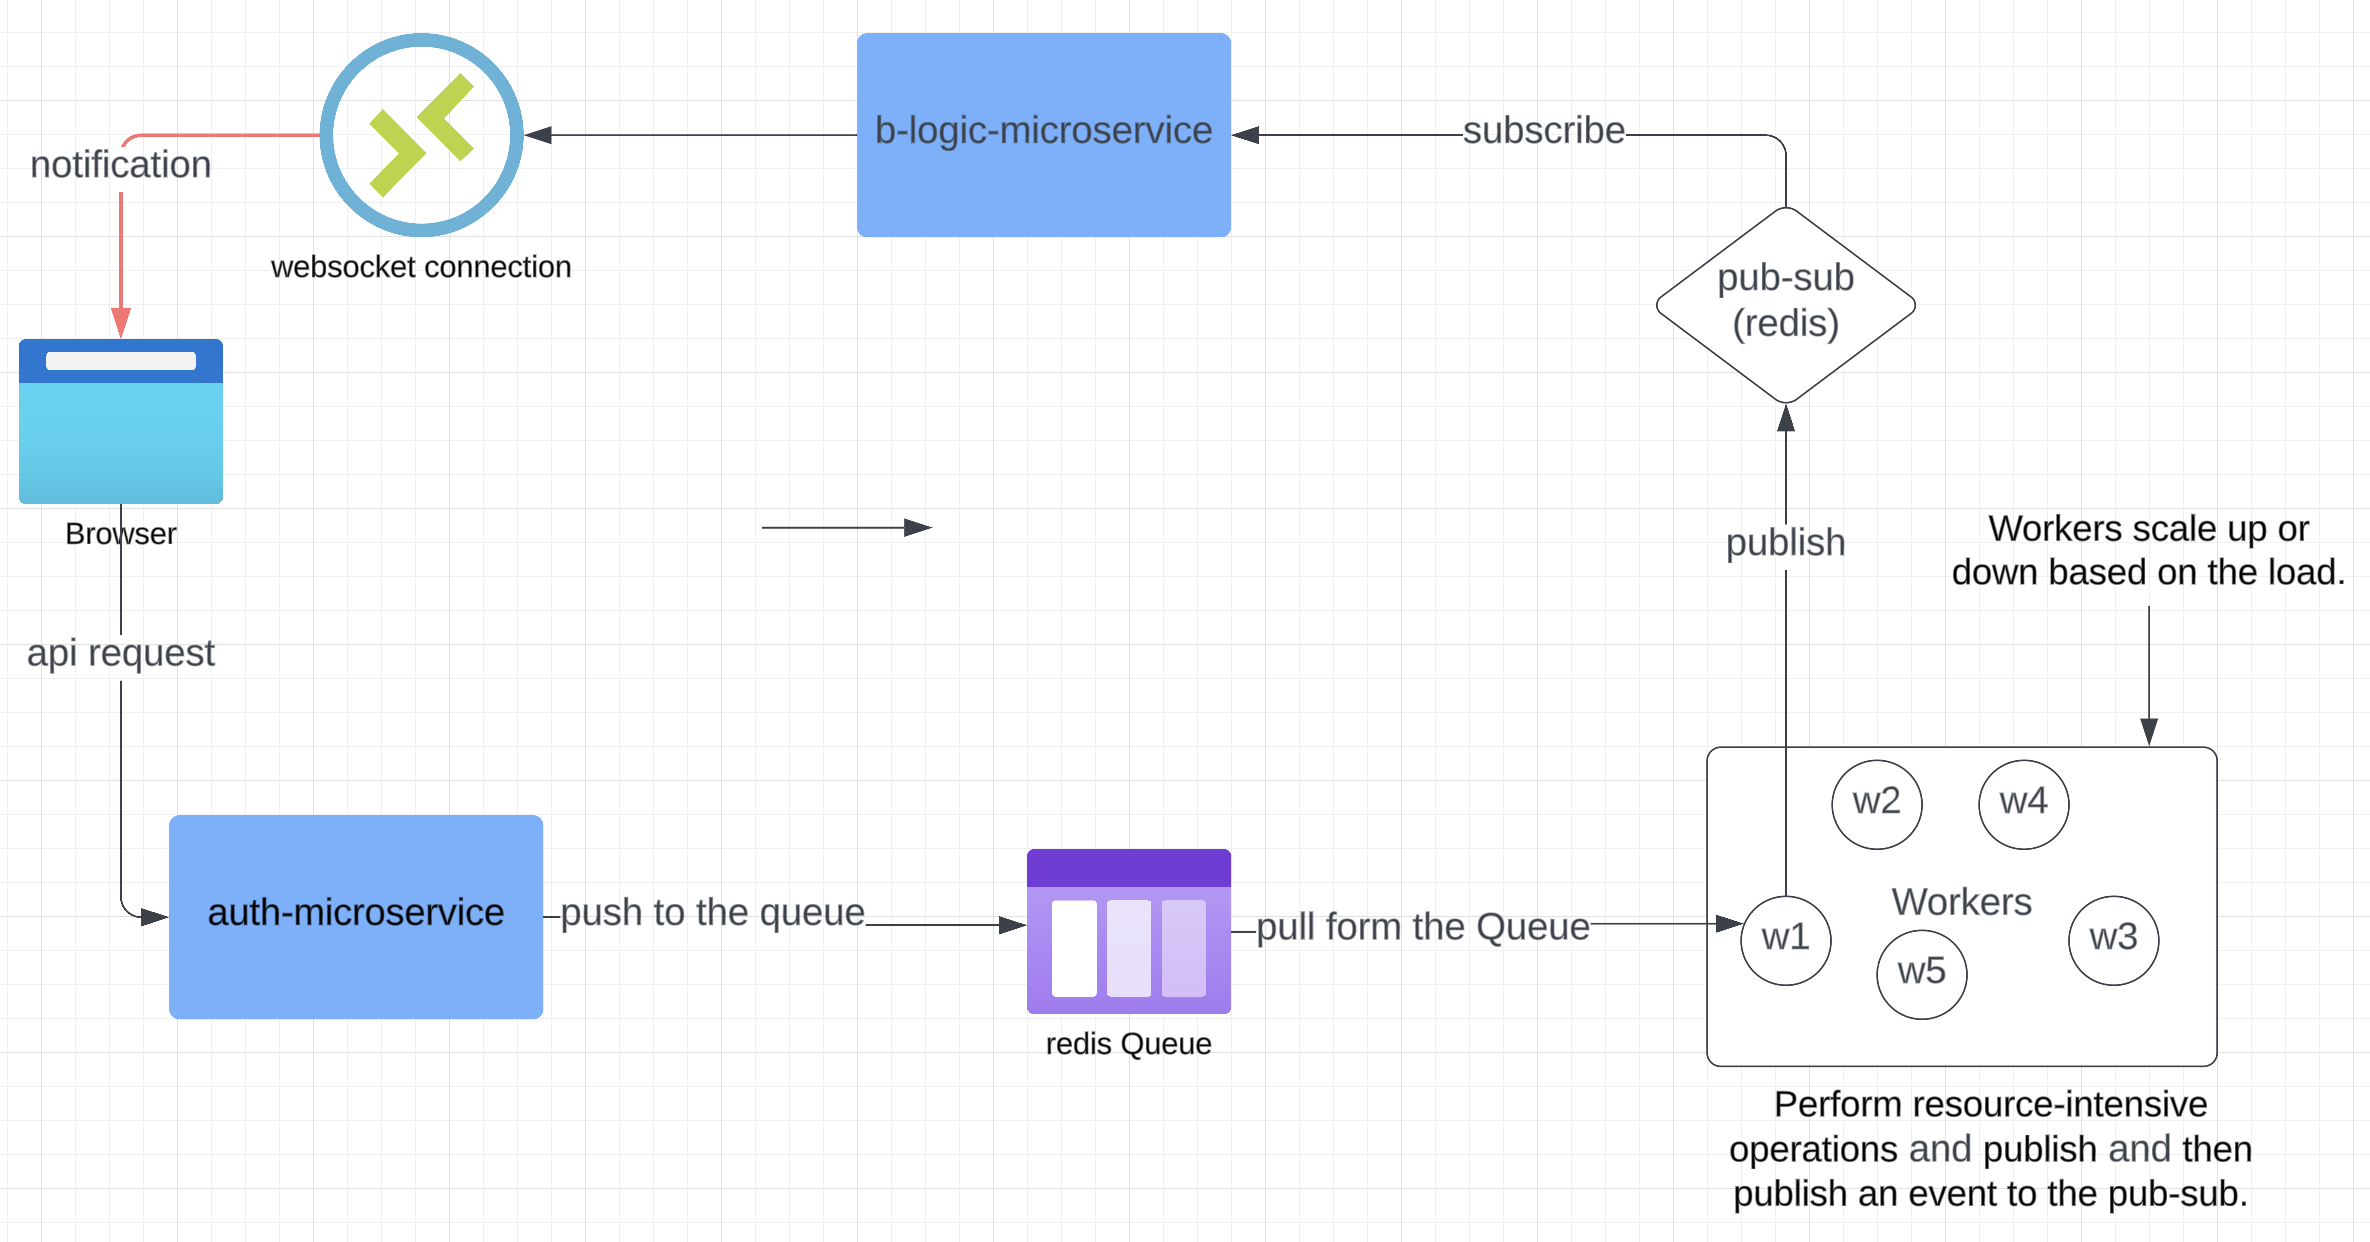 b-logic-microservice
subscribe
notification
websocket connection
pub-sub
(redis)
Browser
publish
Workers scale up or
down based on the load.
api request
w2
w4
auth-microservice
push to the queue
pull form the Queue
Workers
w1
w3
w5
redis Queue
Perform resource-intensive
operations and publish and then
publish an event to the pub-sub.